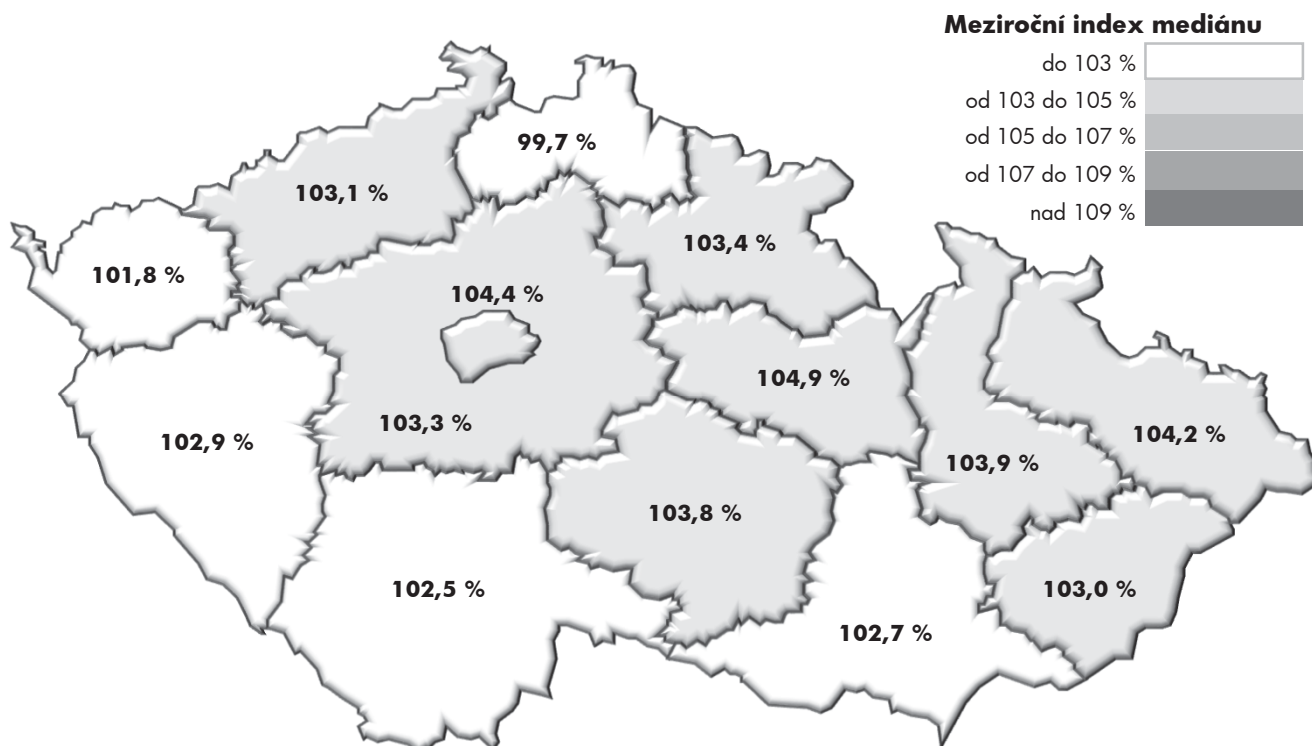 Meziroční index mediánu
do 103 %
od 103 do 105 %
od 105 do 107 %
od 107 do 109 %
nad 109 %
99,7 %
103,1 %
103,4 %
101,8 %
104,4 %
104,9 %
103,3 %
102,9 %
104,2 %
103,9 %
103,8 %
102,5 %
103,0 %
102,7 %